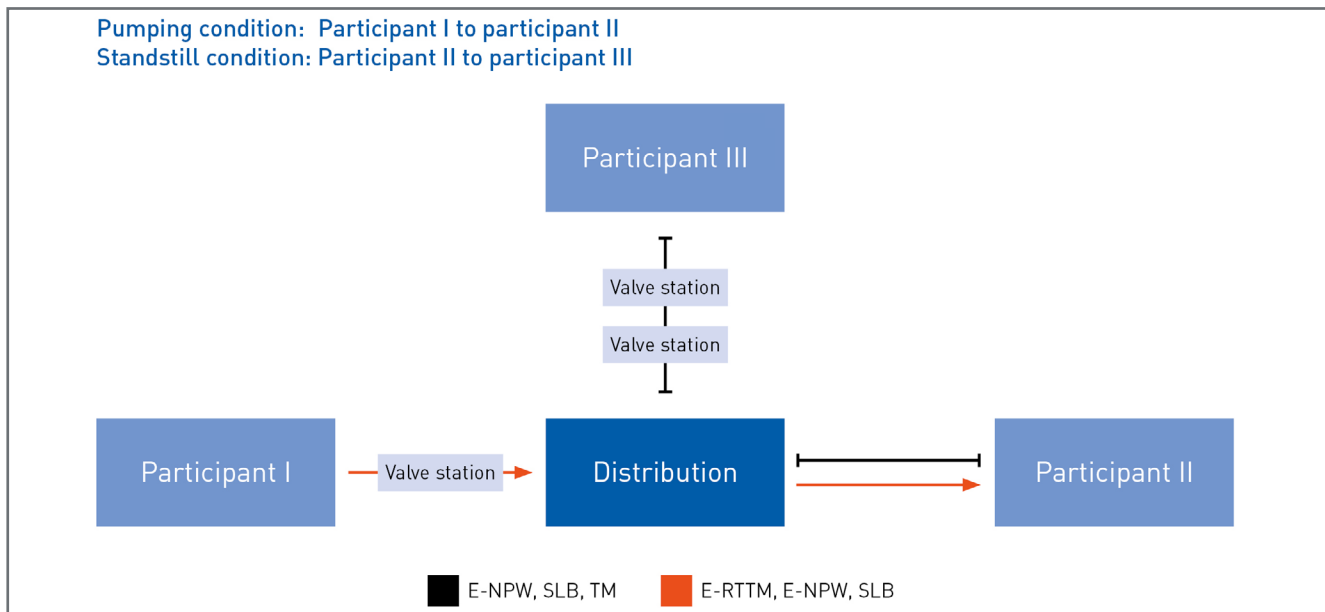 Pumping condition: Participant I to participant II
Standstill condition: Participant II to participant III
Participant III
Valve station
Valve station
Participant I
Valve station
Distribution
Participant II
E-NPW, SLB, TM
E-RTTM, E-NPW, SLB